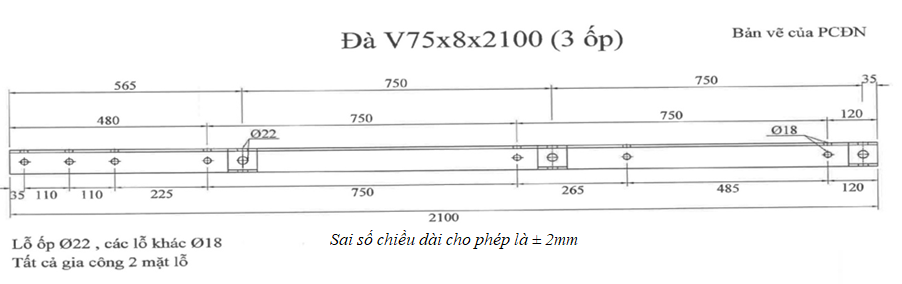 Đà V75x8x2100 (3 ốp)
Bản vẽ của PCĐN
565
750
750
35
480
750
750
120
Ø22
Ø18
35
110
110
225
750
265
485
120
2100
Lỗ ốp Ø22 , các lỗ khác Ø18
Sai số chiều dài cho phép là ± 2mm
Tất cả gia công 2 mặt lỗ